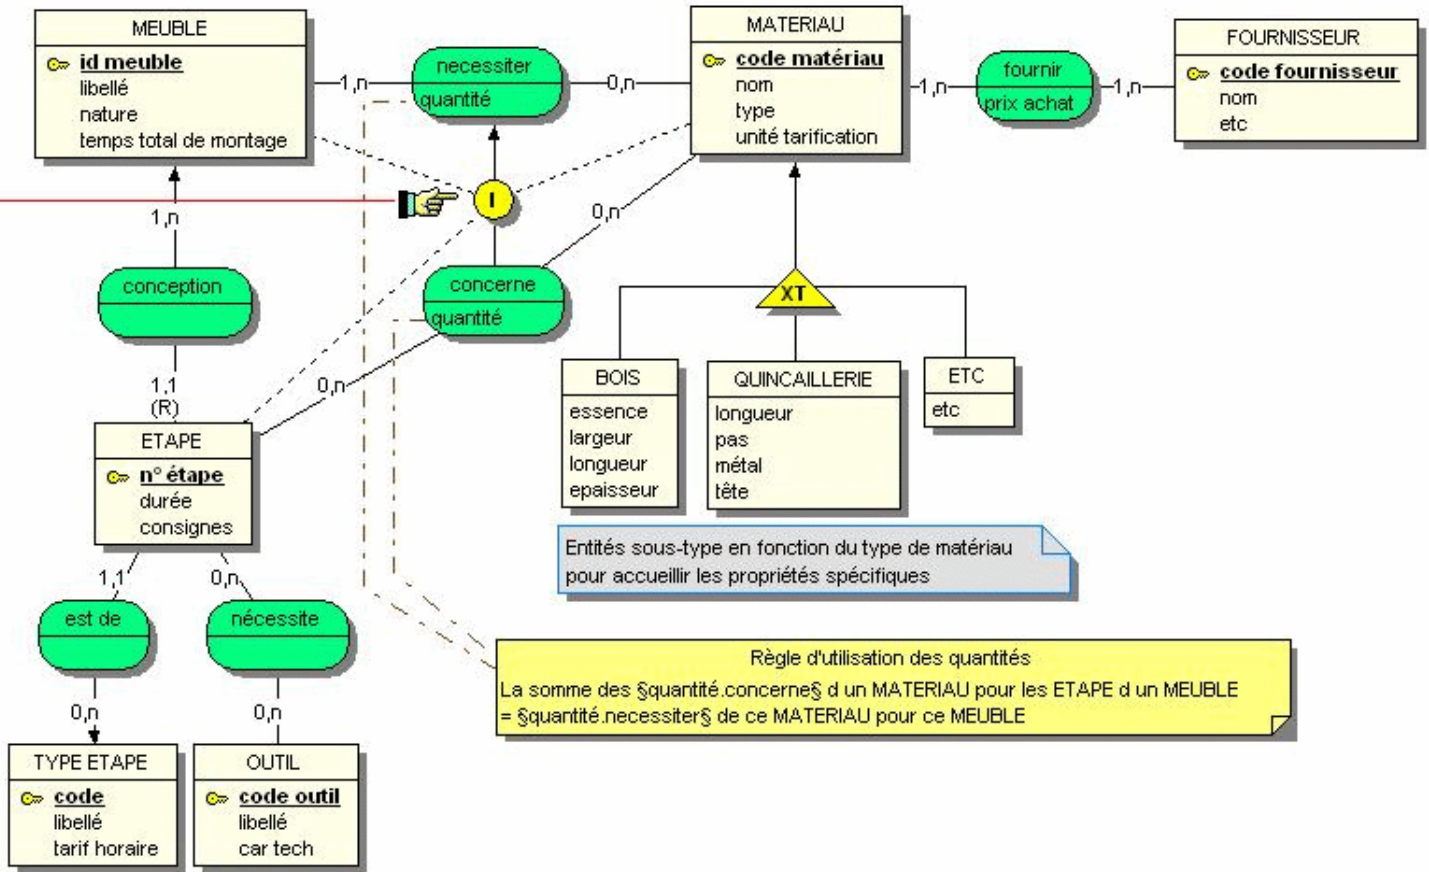 MEUBLE
id meuble
libellé
nature
temps total de montage
1,n
necessiter
quantité
0,n
MATERIAU
code matériau
nom
type
unité tarification
1,n
fournir
prix achat
1,n
FOURNISSEUR
code fournisseur
nom
etc
I
1,n
0,n
conception
concerne
quantité
XT
1,1
(R)
0,n
BOIS
essence
largeur
longueur
epaisseur
QUINCAILLERIE
longueur
pas
métal
tête
ETC
etc
ETAPE
n° étape
durée
consignes
Entités sous-type en fonction du type de matériau
pour accueillir les propriétés spécifiques
1,1
0,n
est de
nécessite
Règle d'utilisation des quantités
La somme des §quantité.concerne§ d un MATERIAU pour les ETAPE d un MEUBLE
= §quantité.necessiter§ de ce MATERIAU pour ce MEUBLE
0,n
0,n
TYPE ETAPE
code
libellé
tarif horaire
OUTIL
code outil
libellé
car tech